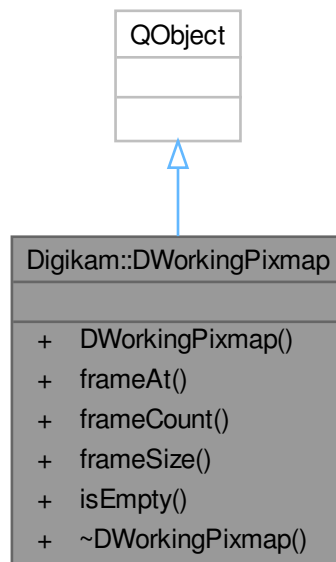 QObject
Digikam::DWorkingPixmap
+ DWorkingPixmap()
+ frameAt()
+ frameCount()
+ frameSize()
+ isEmpty()
+ ~DWorkingPixmap()